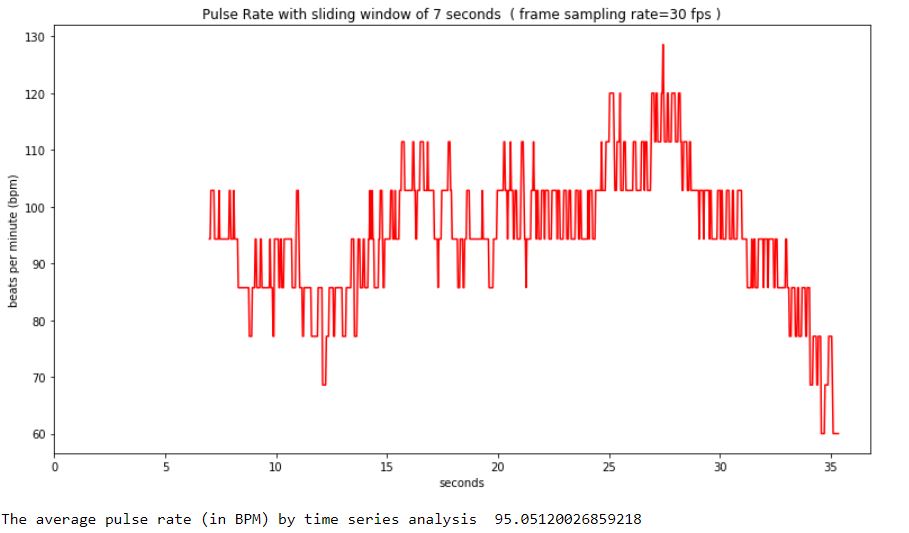 Pulse Rate with sliding window of 7 seconds ( frame sampling rate=30 fps )
130
120
110
100
90
80
70
60
beats per minute (bpm)
0 5 10 15 20 25 30 35
seconds
The average pulse rate (in BPM) by time series analysis 95.05120026859218